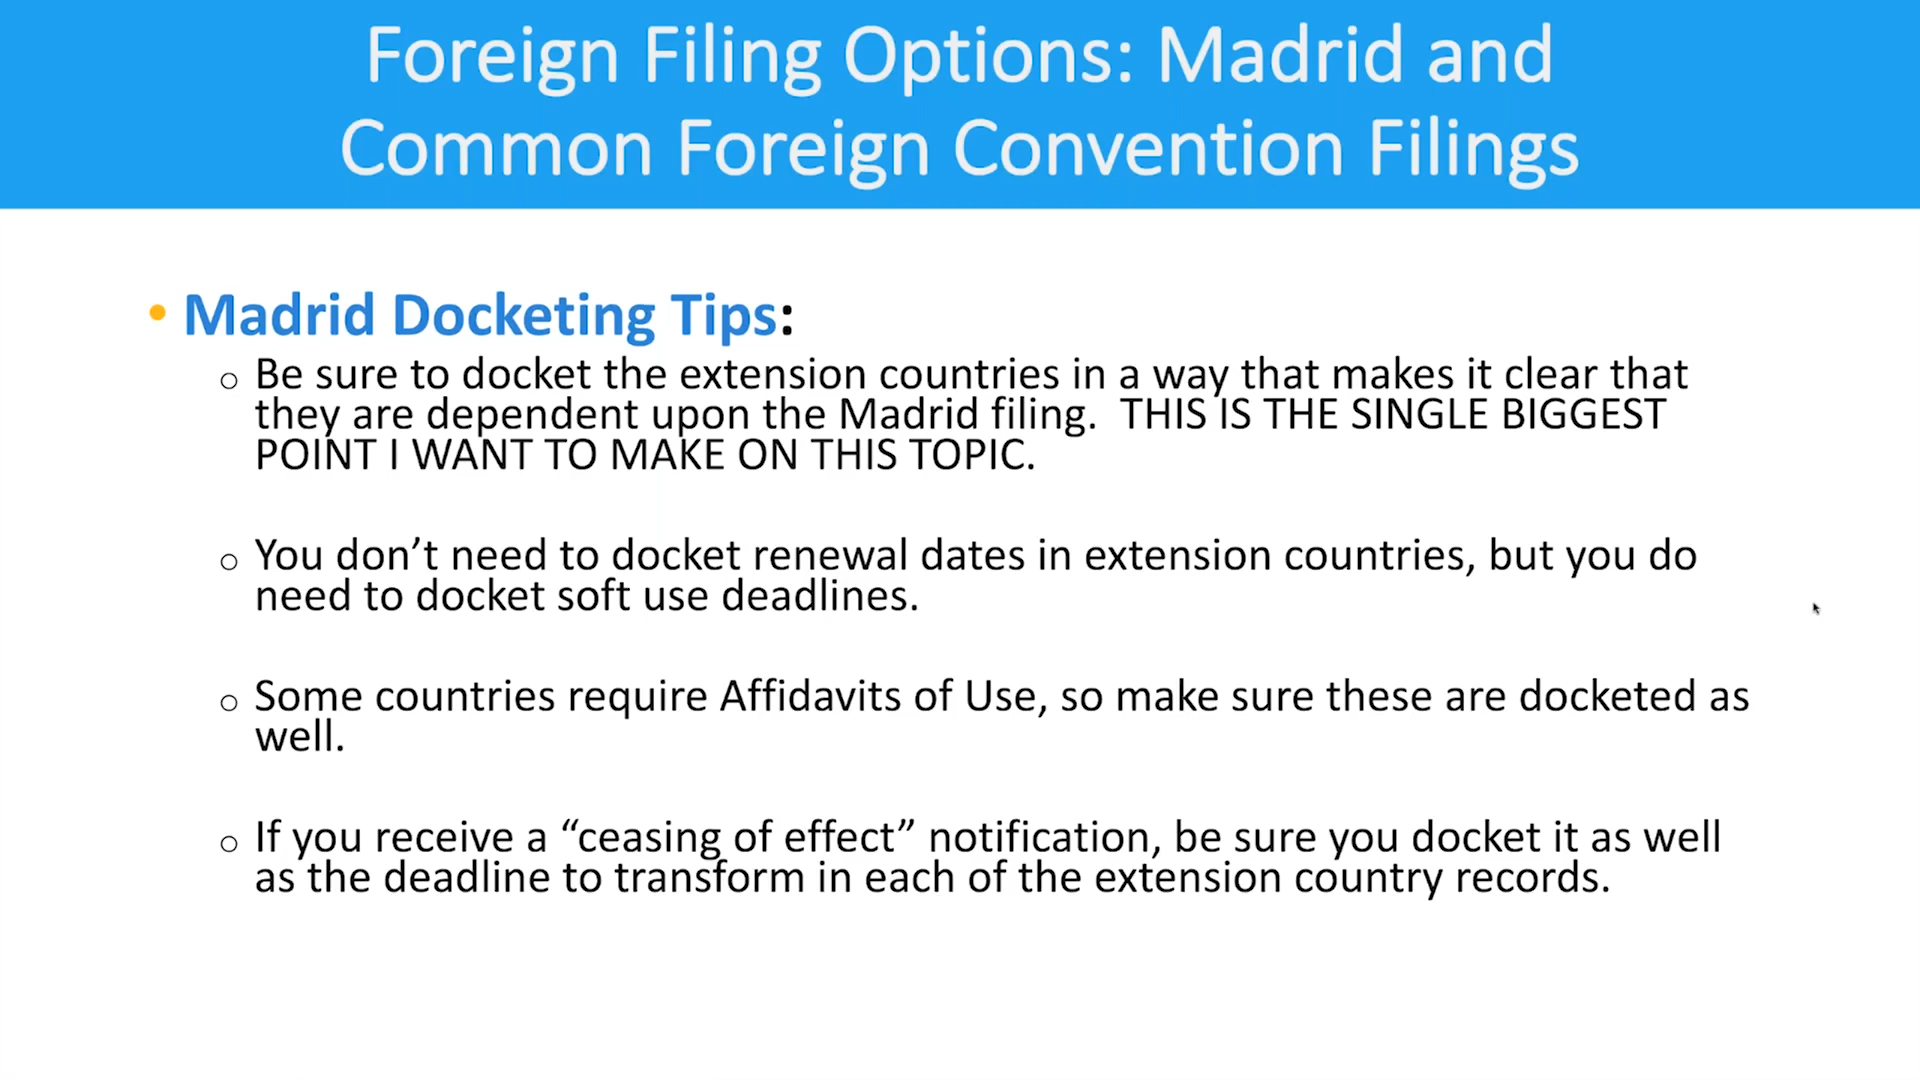 Foreign Filing Options: Madrid and
Common Foreign Convention Filings
• Madrid Docketing Tips:
o Be sure to docket the extension countries in a way that makes it clear that
they are dependent upon the Madrid filing.  THIS IS THE SINGLE BIGGEST
POINT I WANT TO MAKE ON THIS TOPIC.
o You don’t need to docket renewal dates in extension countries, but you do
need to docket soft use deadlines.
o Some countries require Affidavits of Use, so make sure these are docketed as
well.
o If you receive a “ceasing of effect” notification, be sure you docket it as well
as the deadline to transform in each of the extension country records.